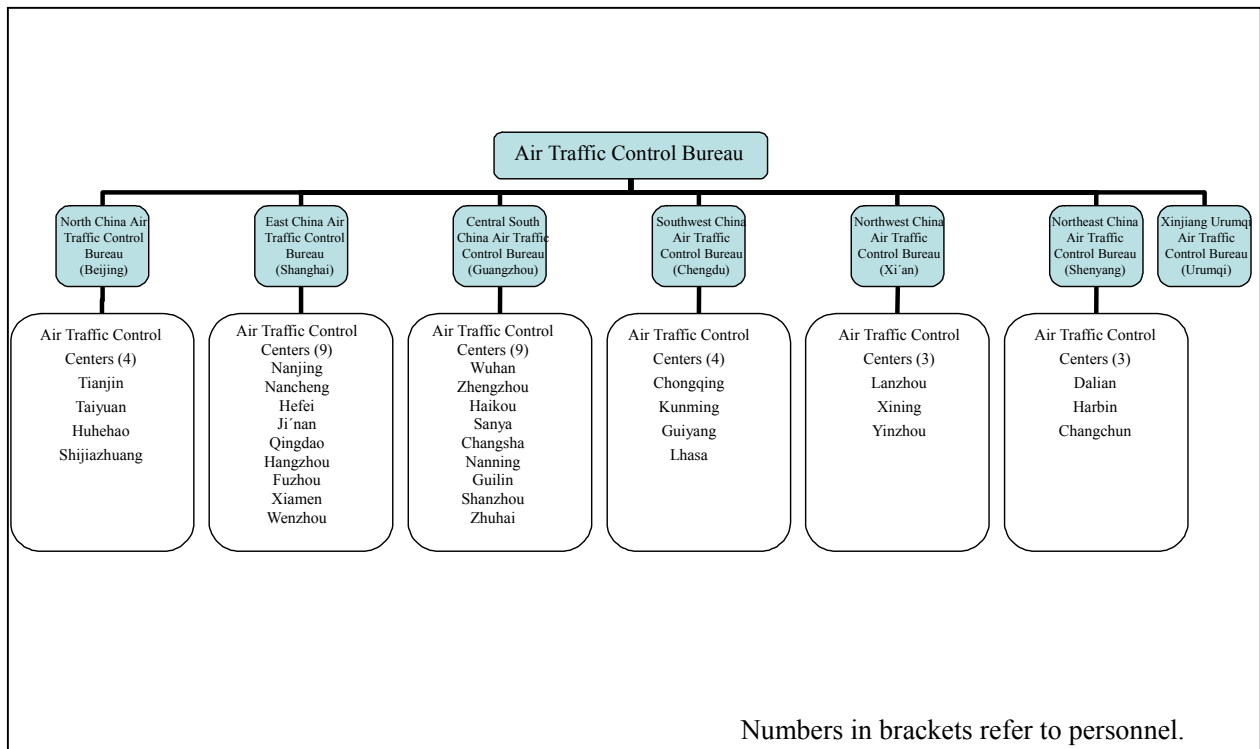 Air Traffic Control Bureau
North China Air
Traffic Control
Bureau
(Beijing)
East China Air
Traffic Control
Bureau
(Shanghai)
Central South
China Air Traffic
Control Bureau
(Guangzhou)
Southwest China
Air Traffic
Control Bureau
(Chengdu)
Northwest China
Air Traffic
Control Bureau
(Xi´an)
Northeast China
Air Traffic
Control Bureau
(Shenyang)
Xinjiang Urumqi
Air Traffic
Control Bureau
(Urumqi)
Air Traffic Control
Centers (4)
Tianjin
Taiyuan
Huhehao
Shijiazhuang
Air Traffic Control
Centers (9)
Nanjing
Nancheng
Hefei
Ji´nan
Qingdao
Hangzhou
Fuzhou
Xiamen
Wenzhou
Air Traffic Control
Centers (9)
Wuhan
Zhengzhou
Haikou
Sanya
Changsha
Nanning
Guilin
Shanzhou
Zhuhai
Air Traffic Control
Centers (4)
Chongqing
Kunming
Guiyang
Lhasa
Air Traffic Control
Centers (3)
Lanzhou
Xining
Yinzhou
Air Traffic Control
Centers (3)
Dalian
Harbin
Changchun
Numbers in brackets refer to personnel.